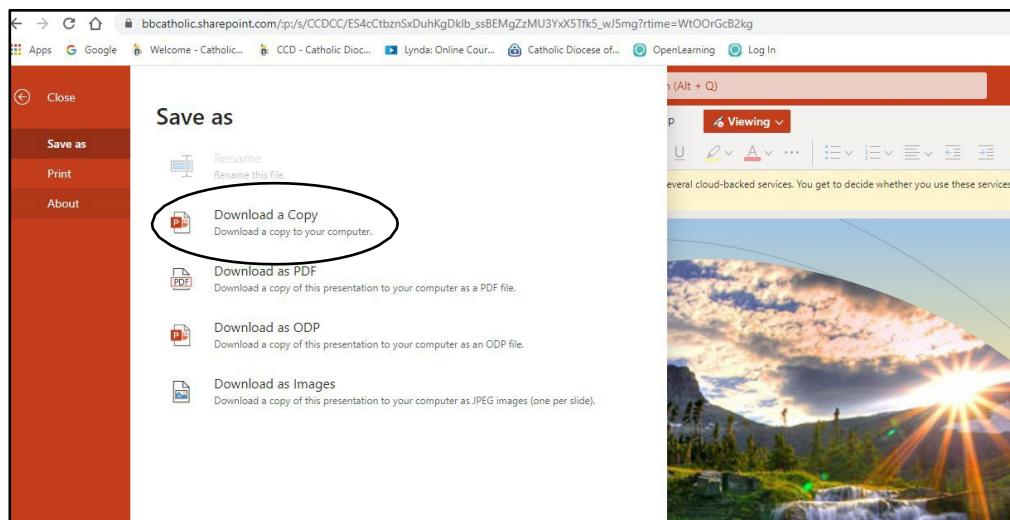 bbcatholic.sharepoint.com/:p:/s/CCDCC/ES4cCtbznSxDuhKgDkIb_ssBEMgZzMU3YxX5Tfk5_wJ5mg?rtime=WtOOrGcB2kg
Apps Google Welcome - Catholic... CCD - Catholic Dioc... Lynda: Online Cour... Catholic Diocese of... OpenLearning Log In
Close
Save as
Print
About
Save as
Rename
Rename this file.
Download a Copy
Download a copy to your computer.
Download as PDF
Download a copy of this presentation to your computer as a PDF file.
Download as ODP
Download a copy of this presentation to your computer as an ODP file.
Download as Images
Download a copy of this presentation to your computer as JPEG images (one per slide).
(Alt + Q)
p Viewing
U A ...
everal cloud-backed services. You get to decide whether you use these services